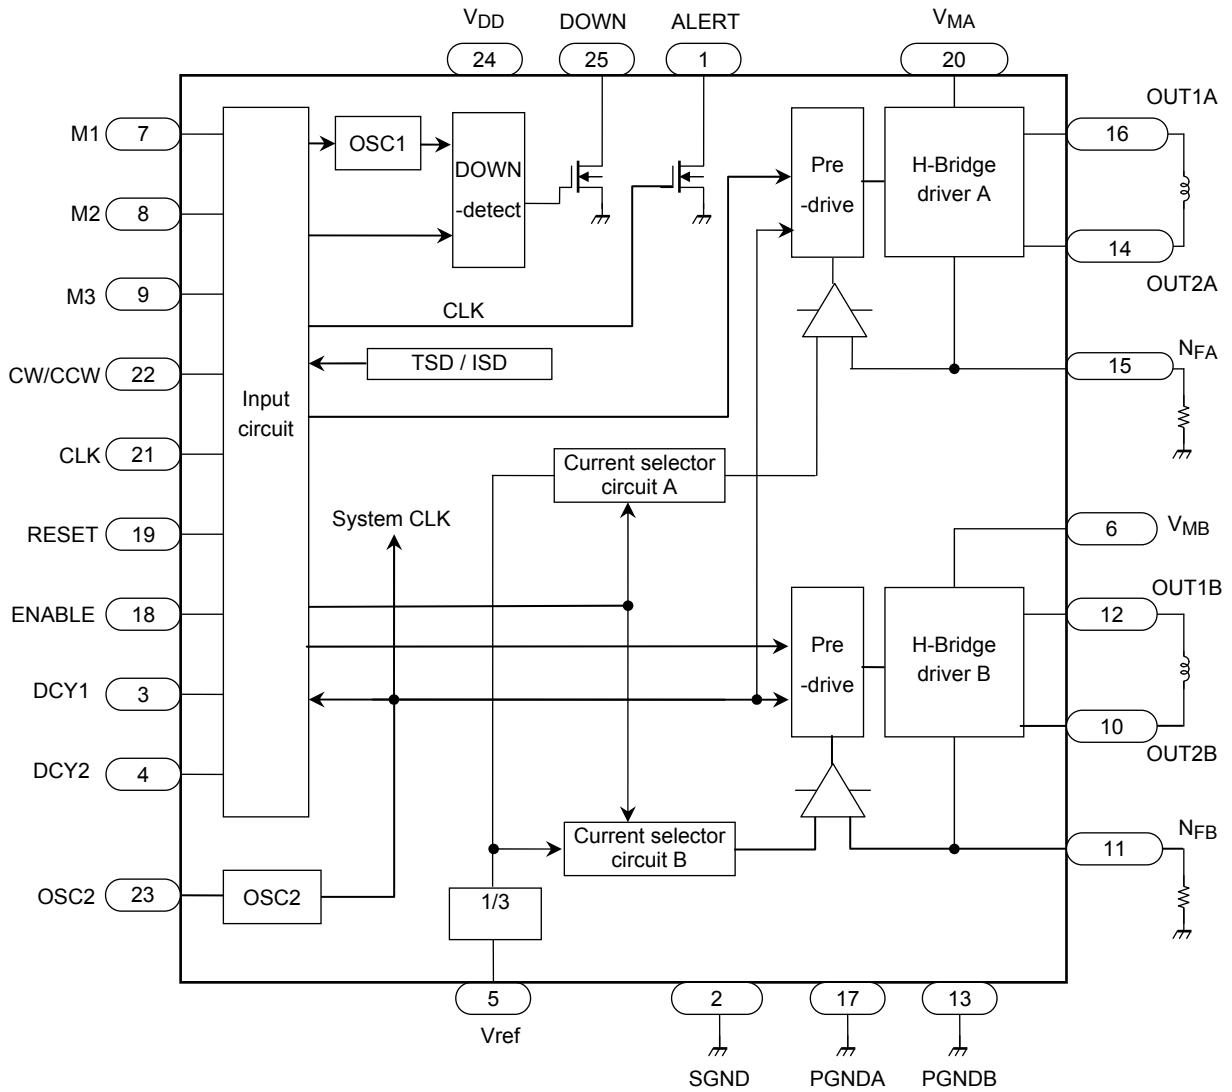 VDD
DOWN
ALERT
VMA
24
25
1
20
M1
7
M2
8
M3
9
CW/CCW
22
CLK
21
RESET
19
ENABLE
18
DCY1
3
DCY2
4
OSC2
23
Input
circuit
OSC1
DOWN
-detect
CLK
TSD / ISD
Current selector
circuit A
System CLK
Pre
-drive
H-Bridge
driver A
OUT1A
16
14
OUT2A
NFA
15
6
VMB
OUT1B
12
Pre
-drive
H-Bridge
driver B
10
OUT2B
NFB
11
Current selector
circuit B
OSC2
1/3
5
Vref
2
SGND
17
PGNDA
13
PGNDB